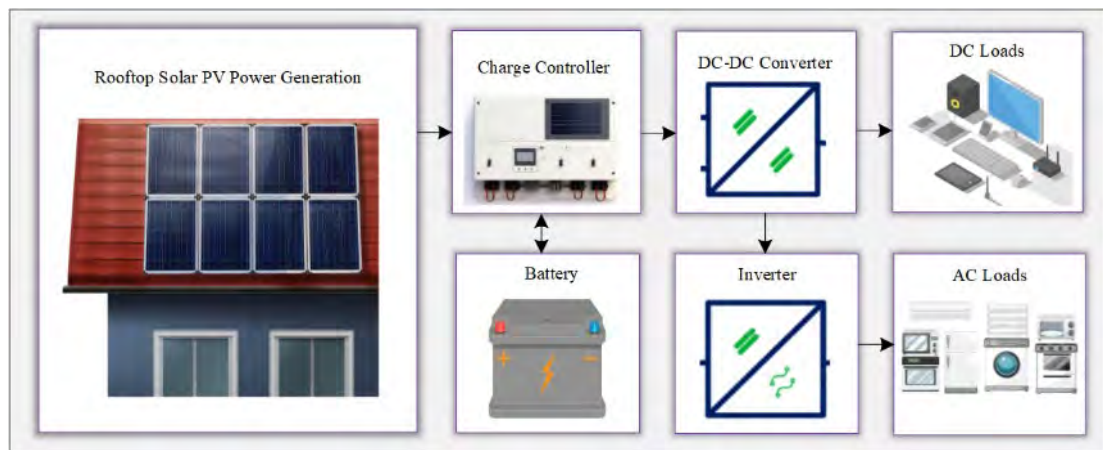 Rooftop Solar PV Power Generation
Charge Controller
DC-DC Converter
DC Loads
Battery
Inverter
AC Loads